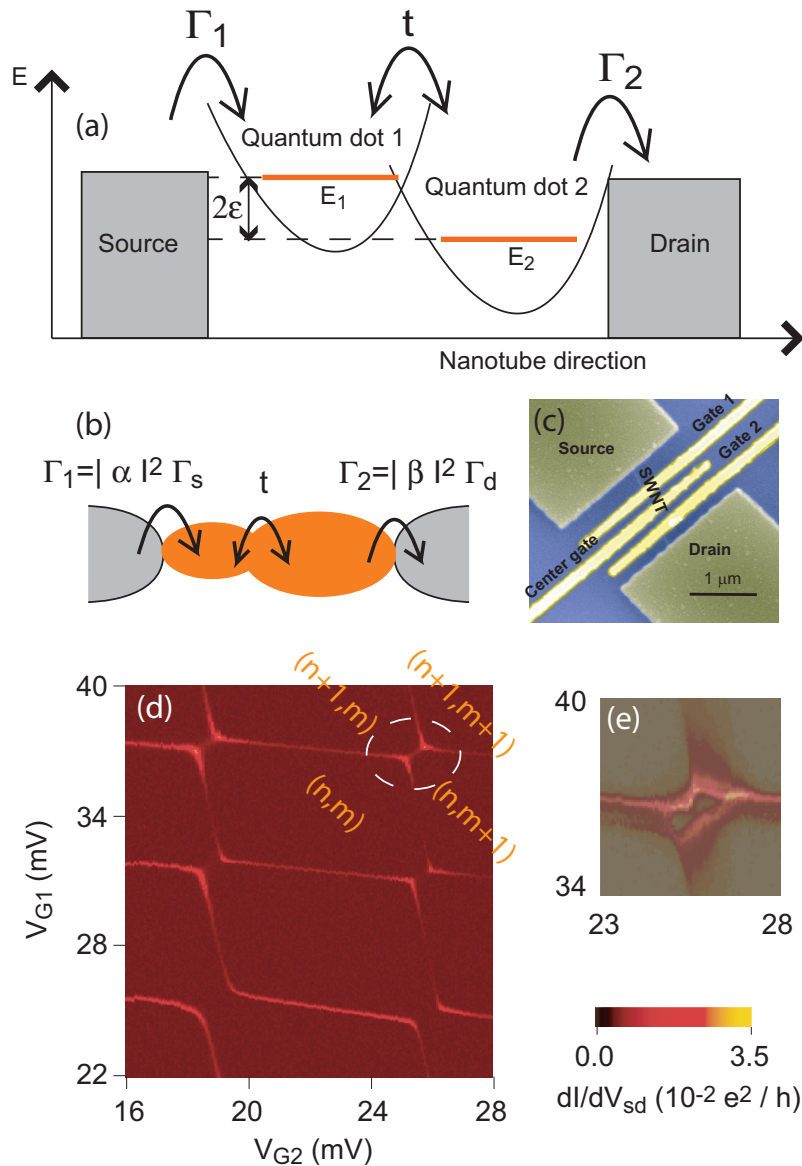 Γ1 t Γ2
E
(a)
Quantum dot 1
Quantum dot 2
E1
2ε
E2
Source
Drain
Nanotube direction
(b)
Γ1=| α |² Γs
t
Γ2=| β |² Γd
(c)
Source
Gate 1
Gate 2
SWNT
Center gate
Drain
1 μm
(d)
(n+1,m)
(n+1,m+1)
(n,m)
(n,m+1)
40
34
28
22
VG1 (mV)
16 20 24 28
VG2 (mV)
(e)
40
34
23 28
0.0 3.5
dI/dVsd (10⁻² e² / h)